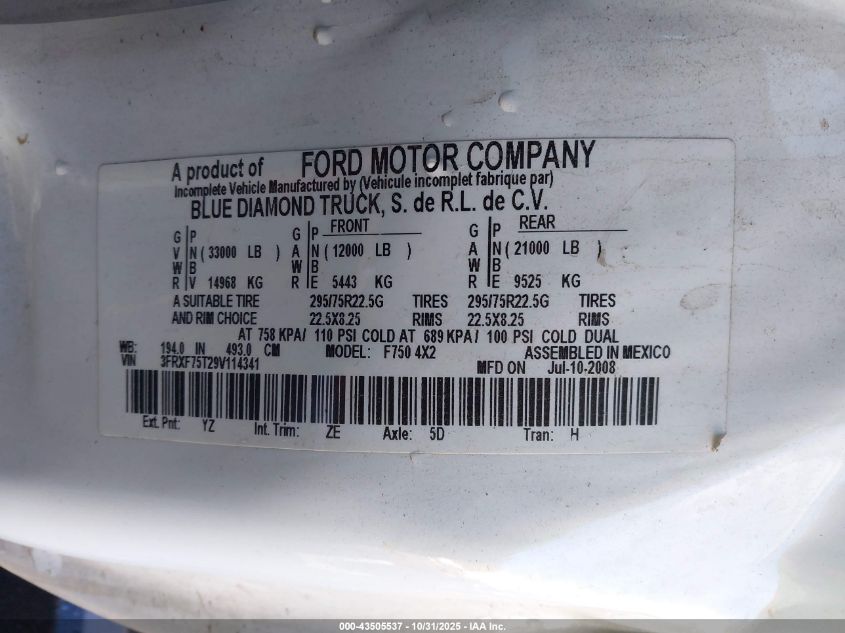 A product of FORD MOTOR COMPANY
Incomplete Vehicle Manufactured by (Vehicule incomplet fabrique par)
BLUE DIAMOND TRUCK, S. de R.L. de C.V.
FRONT REAR
G P G P G P
V N ( 33000 LB ) A N ( 12000 LB ) A N ( 21000 LB )
W B W B W B
R V 14968 KG R E 5443 KG R E 9525 KG
A SUITABLE TIRE 295/75R22.5G TIRES 295/75R22.5G TIRES
AND RIM CHOICE 22.5X8.25 RIMS 22.5X8.25 RIMS
AT 758 KPA/ 110 PSI COLD AT 689 KPA/ 100 PSI COLD DUAL
WB: 194.0 IN 493.0 CM MODEL: F750 4X2 ASSEMBLED IN MEXICO
VIN 3FRXF75T29V114341 MFD ON Jul-10-2008
Ext. Pnt: YZ Int. Trim: ZE Axle: 5D Tran: H
000-43505537 - 10/31/2025 - IAA Inc.